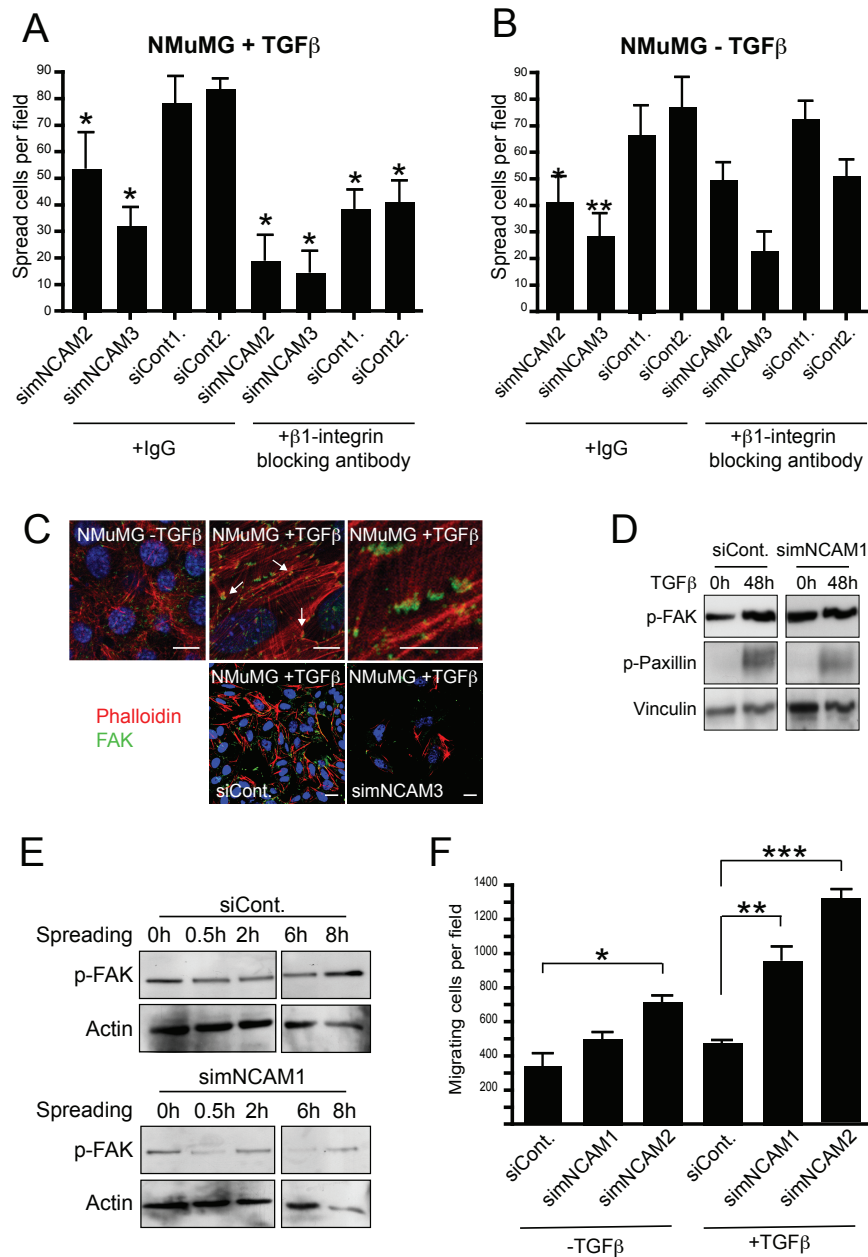 A
NMuMG + TGFβ
Spread cells per field
90
80
70
60
50
40
30
20
10
0
* * * * * *
simNCAM2 simNCAM3 siCont1. siCont2. simNCAM2 simNCAM3 siCont1. siCont2.
+IgG +β1-integrin
blocking antibody
B
NMuMG - TGFβ
Spread cells per field
90
80
70
60
50
40
30
20
10
0
* **
simNCAM2 simNCAM3 siCont1. siCont2. simNCAM2 simNCAM3 siCont1. siCont2.
+IgG +β1-integrin
blocking antibody
C
NMuMG -TGFβ NMuMG +TGFβ NMuMG +TGFβ
NMuMG +TGFβ NMuMG +TGFβ
Phalloidin
FAK
siCont. simNCAM3
D
siCont. simNCAM1
TGFβ 0h 48h 0h 48h
p-FAK
p-Paxillin
Vinculin
E
siCont.
Spreading 0h 0.5h 2h 6h 8h
p-FAK
Actin
simNCAM1
Spreading 0h 0.5h 2h 6h 8h
p-FAK
Actin
F
Migrating cells per field
1400
1200
1000
800
600
400
200
* ** ***
siCont. simNCAM1 simNCAM2 siCont. simNCAM1 simNCAM2
-TGFβ +TGFβ